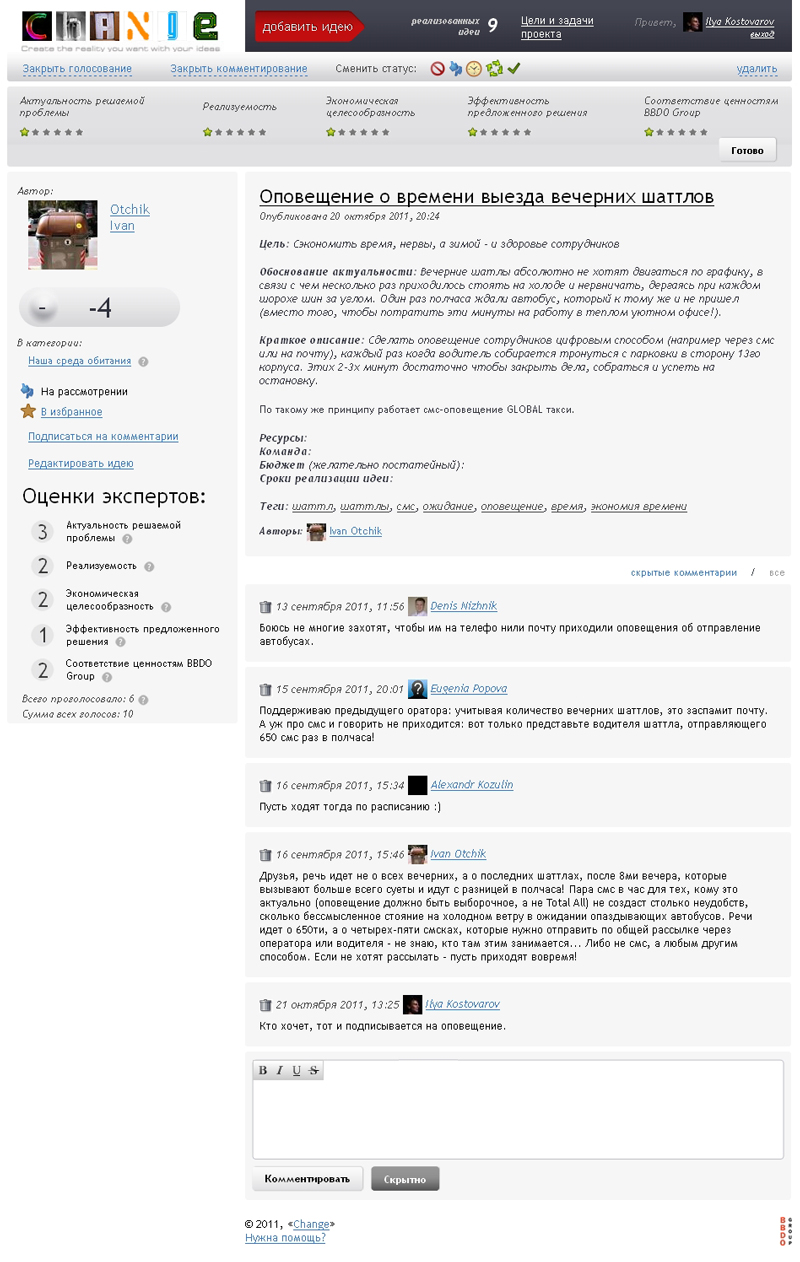 CHANGE
Create the reality you want with your ideas
добавить идею
реализованных
идеи
9
Цели и задачи
проекта
Привет, Ilya Kostovarov
выход
Закрыть голосование
Закрыть комментирование
Сменить статус:
удалить
Актуальность решаемой
проблемы
Реализуемость
Экономическая
целесообразность
Эффективность
предложенного решения
Соответствие ценностям
BBDO Group
Готово
Автор:
Otchik
Ivan
- -4
В категории:
Наша среда обитания ?
На рассмотрении
В избранное
Подписаться на комментарии
Редактировать идею
Оценки экспертов:
3 Актуальность решаемой
проблемы ?
2 Реализуемость ?
2 Экономическая
целесообразность ?
1 Эффективность предложенного
решения ?
2 Соответствие ценностям BBDO
Group ?
Всего проголосовало: 6 ?
Сумма всех голосов: 10
Оповещение о времени выезда вечерних шаттлов
Опубликована 20 октября 2011, 20:24
Цель: Сэкономить время, нервы, а зимой - и здоровье сотрудников
Обоснование актуальности: Вечерние шатлы абсолютно не хотят двигаться по графику, в
связи с чем несколько раз приходилось стоять на холоде и нервничать, дергаясь при каждом
шорохе шин за углом. Один раз полчаса ждали автобус, который к тому же и не пришел
(вместо того, чтобы потратить эти минуты на работу в теплом уютном офисе!).
Краткое описание: Сделать оповещение сотрудников цифровым способом (например через смс
или на почту), каждый раз когда водитель собирается тронуться с парковки в сторону 13го
корпуса. Этих 2-3х минут достаточно чтобы закрыть дела, собраться и успеть на
остановку.
По такому же принципу работает смс-оповещение GLOBAL такси.
Ресурсы:
Команда:
Бюджет (желательно постатейный):
Сроки реализации идеи:
Теги: шаттл, шаттлы, смс, ожидание, оповещение, время, экономия времени
Авторы: Ivan Otchik
скрытые комментарии / все
13 сентября 2011, 11:56 Denis Nizhnik
Боюсь не многие захотят, чтобы им на телефо нили почту приходили оповещения об отправление
автобусах.
15 сентября 2011, 20:01 Eugenia Popova
Поддерживаю предыдущего оратора: учитывая количество вечерних шаттлов, это заспамит почту.
А уж про смс и говорить не приходится: вот только представьте водителя шаттла, отправляющего
650 смс раз в полчаса!
16 сентября 2011, 15:34 Alexandr Kozulin
Пусть ходят тогда по расписанию :)
16 сентября 2011, 15:46 Ivan Otchik
Друзья, речь идет не о всех вечерних, а о последних шаттлах, после 8ми вечера, которые
вызывают больше всего суеты и идут с разницей в полчаса! Пара смс в час для тех, кому это
актуально (оповещение должно быть выборочное, а не Total All) не создаст столько неудобств,
сколько бессмысленное стояние на холодном ветру в ожидании опаздывающих автобусов. Речи
идет о 650ти, а о четырех-пяти смсках, которые нужно отправить по общей рассылке через
оператора или водителя - не знаю, кто там этим занимается... Либо не смс, а любым другим
способом. Если не хотят рассылать - пусть приходят вовремя!
21 октября 2011, 13:25 Ilya Kostovarov
Кто хочет, тот и подписывается на оповещение.
B I U S
Комментировать
Скрытно
© 2011, «Change»
Нужна помощь?
BBDO
GROUP